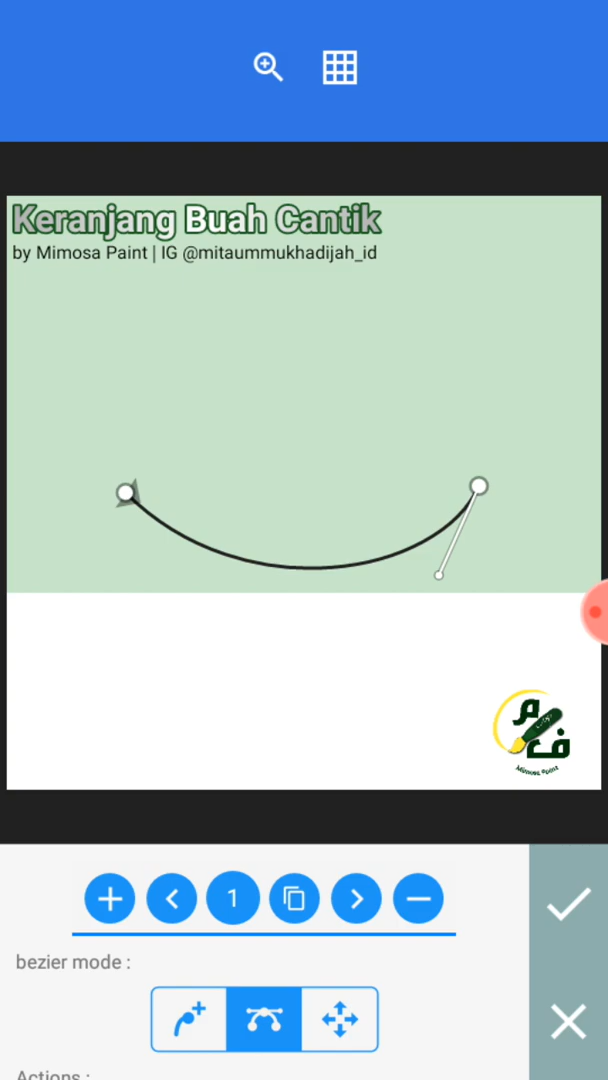 Keranjang Buah Cantik
by Mimosa Paint | IG @mitaummukhadijah_id
م
ف
Mimosa Paint
1
bezier mode :
Actions :